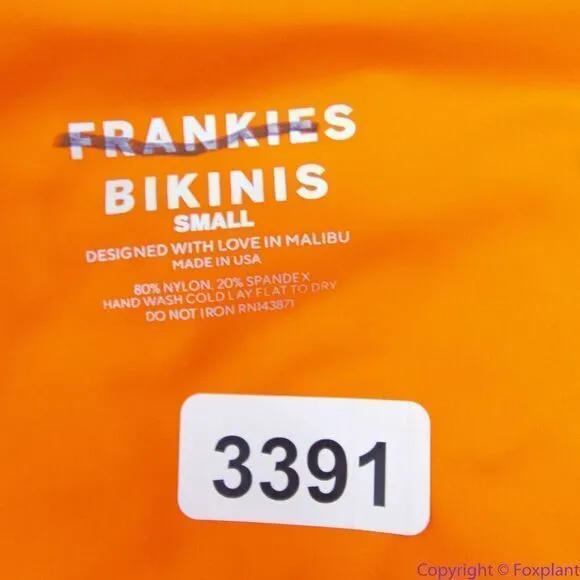 FRANKIES
BIKINIS
SMALL
DESIGNED WITH LOVE IN MALIBU
MADE IN USA
80% NYLON, 20% SPANDEX
HAND WASH COLD LAY FLAT TO DRY
DO NOT IRON RN143871
3391
Copyright © Foxplant